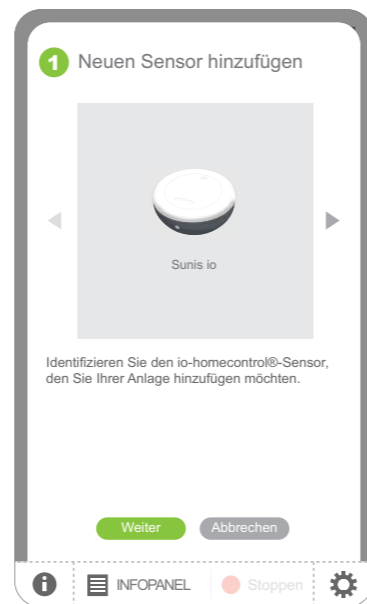 1 Neuen Sensor hinzufügen
Sunis io
Identifizieren Sie den io-homecontrol®-Sensor,
den Sie Ihrer Anlage hinzufügen möchten.
Weiter Abbrechen
i INFOPANEL Stoppen